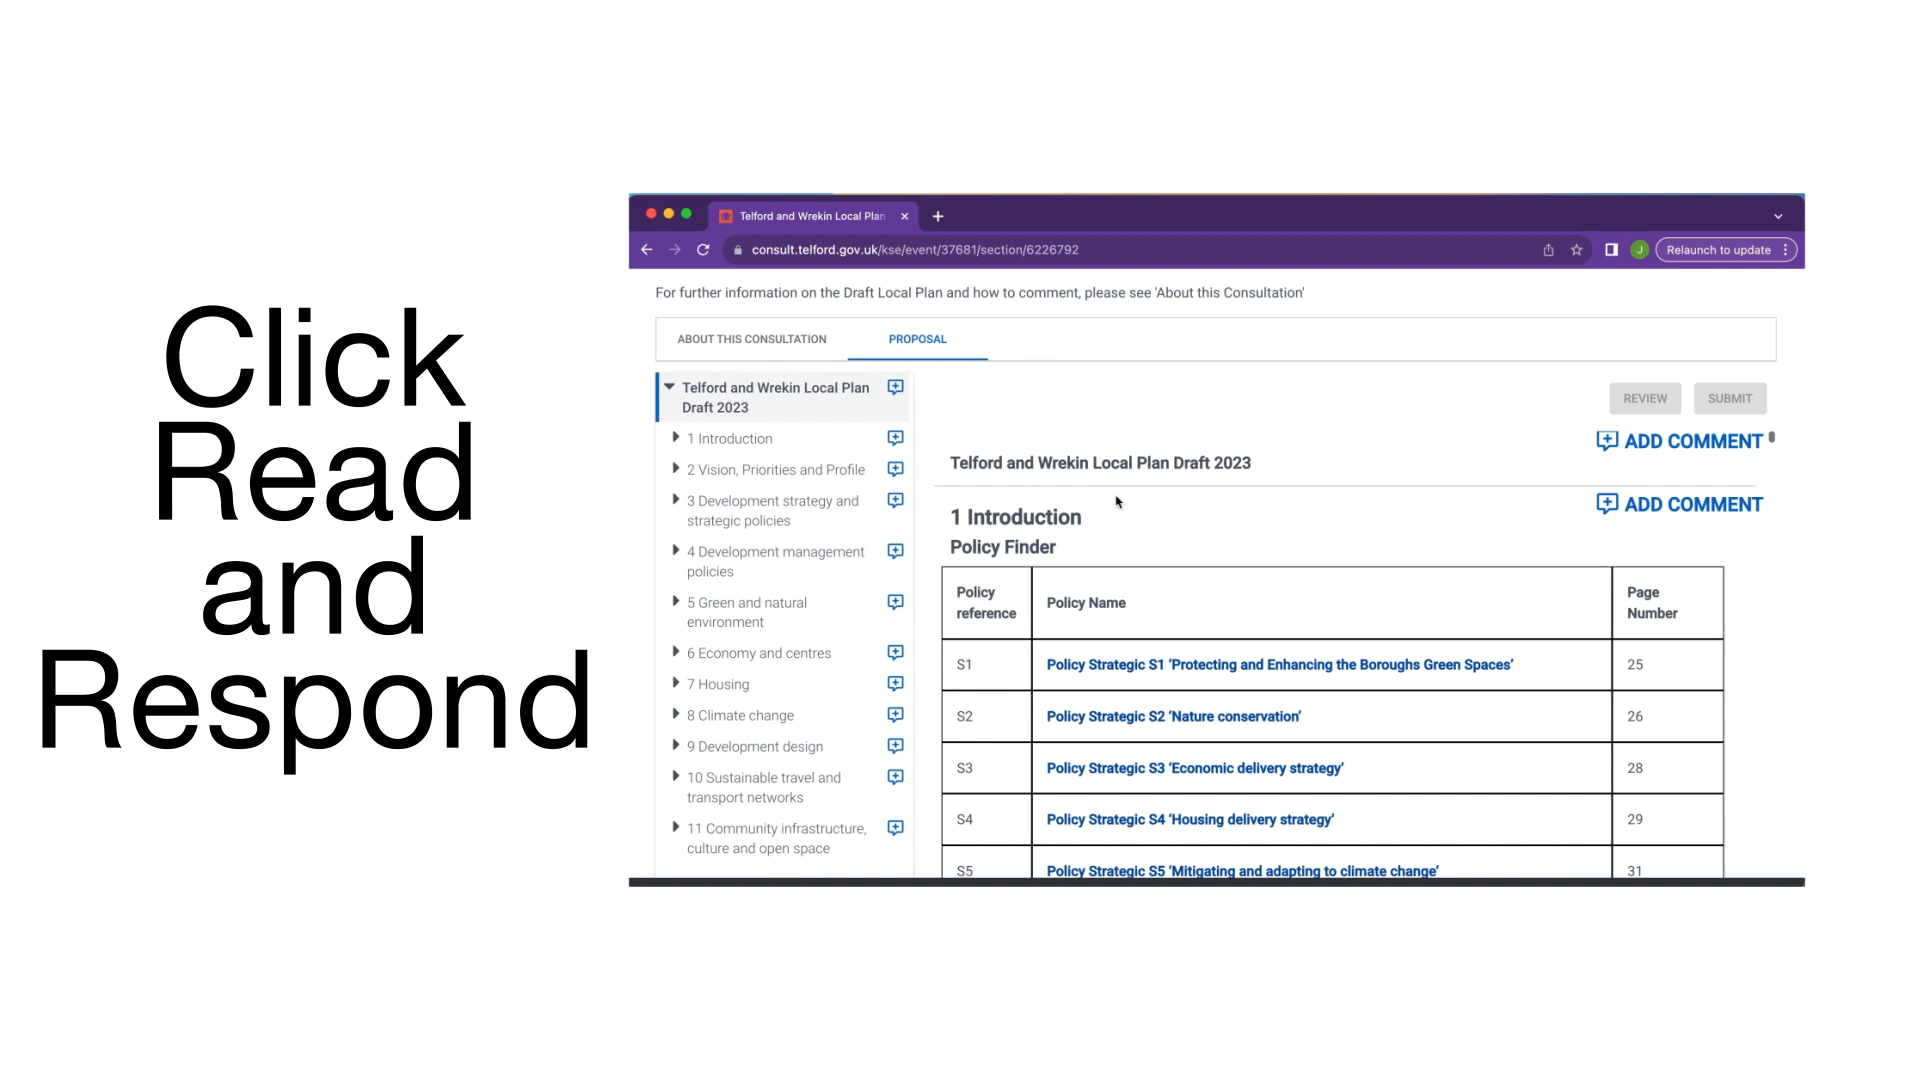 Click
Read
and
Respond
Telford and Wrekin Local Plan
consult.telford.gov.uk/kse/event/37681/section/6226792
J
Relaunch to update
For further information on the Draft Local Plan and how to comment, please see 'About this Consultation'
ABOUT THIS CONSULTATION
PROPOSAL
Telford and Wrekin Local Plan
Draft 2023
1 Introduction
2 Vision, Priorities and Profile
3 Development strategy and
strategic policies
4 Development management
policies
5 Green and natural
environment
6 Economy and centres
7 Housing
8 Climate change
9 Development design
10 Sustainable travel and
transport networks
11 Community infrastructure,
culture and open space
REVIEW
SUBMIT
ADD COMMENT
Telford and Wrekin Local Plan Draft 2023
ADD COMMENT
1 Introduction
Policy Finder
Policy
reference
Policy Name
Page
Number
S1
Policy Strategic S1 ‘Protecting and Enhancing the Boroughs Green Spaces’
25
S2
Policy Strategic S2 ‘Nature conservation’
26
S3
Policy Strategic S3 ‘Economic delivery strategy’
28
S4
Policy Strategic S4 ‘Housing delivery strategy’
29
S5
Policy Strategic S5 ‘Mitigating and adapting to climate change’
31